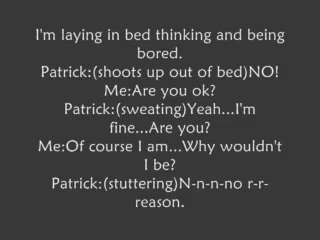 I'm laying in bed thinking and being
bored.
Patrick:(shoots up out of bed)NO!
Me:Are you ok?
Patrick:(sweating)Yeah...I'm
fine...Are you?
Me:Of course I am...Why wouldn't
I be?
Patrick:(stuttering)N-n-n-no r-r-
reason.